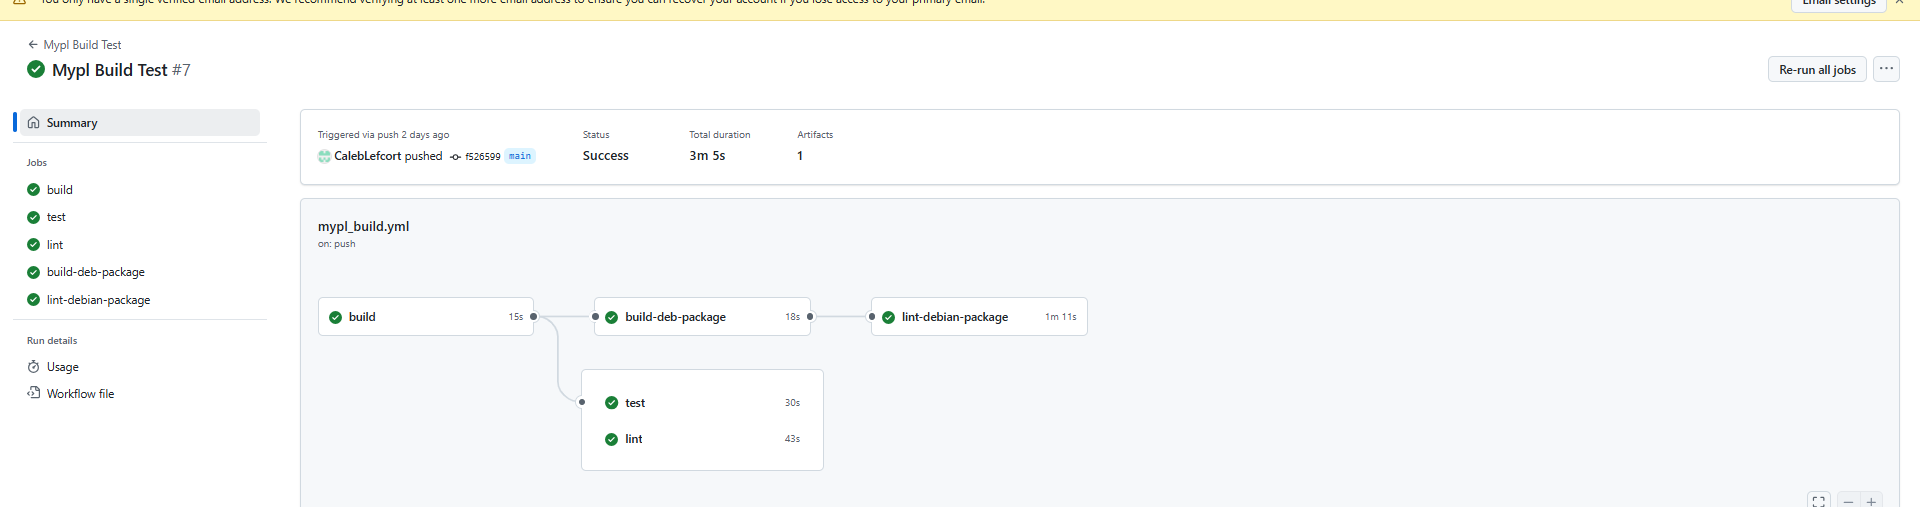 You only have a single verified email address. We recommend verifying at least one more email address to ensure you can recover your account if you lose access to your primary email.
Email settings
Mypl Build Test
Mypl Build Test #7
Re-run all jobs
Summary
Jobs
build
test
lint
build-deb-package
lint-debian-package
Run details
Usage
Workflow file
Triggered via push 2 days ago
CalebLefcort pushed f526599 main
Status
Success
Total duration
3m 5s
Artifacts
1
mypl_build.yml
on: push
build 15s
build-deb-package 18s
lint-debian-package 1m 11s
test 30s
lint 43s